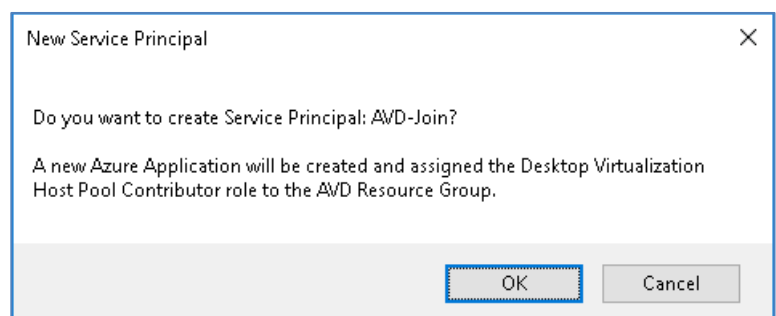 New Service Principal
Do you want to create Service Principal: AVD-Join?
A new Azure Application will be created and assigned the Desktop Virtualization
Host Pool Contributor role to the AVD Resource Group.
OK
Cancel